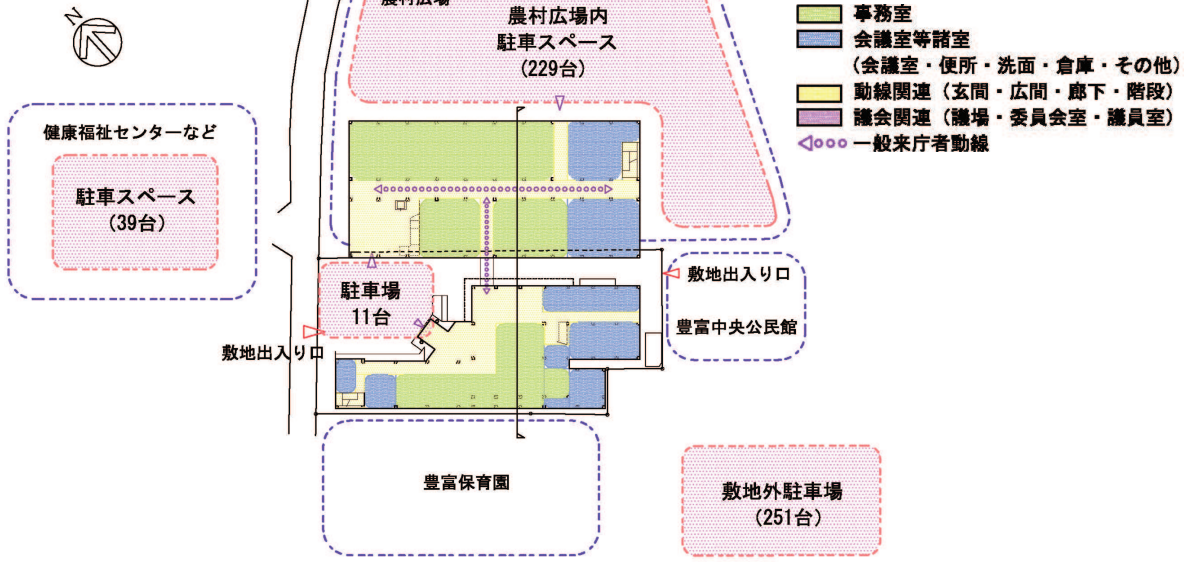 N
農村広場
農村広場内
駐車スペース
(229台)
事務室
会議室等諸室
(会議室・便所・洗面・倉庫・その他)
動線関連（玄関・広間・廊下・階段）
議会関連（議場・委員会室・議員室）
一般来庁者動線
健康福祉センターなど
駐車スペース
(39台)
駐車場
11台
敷地出入り口
敷地出入り口
豊富中央公民館
豊富保育園
敷地外駐車場
(251台)